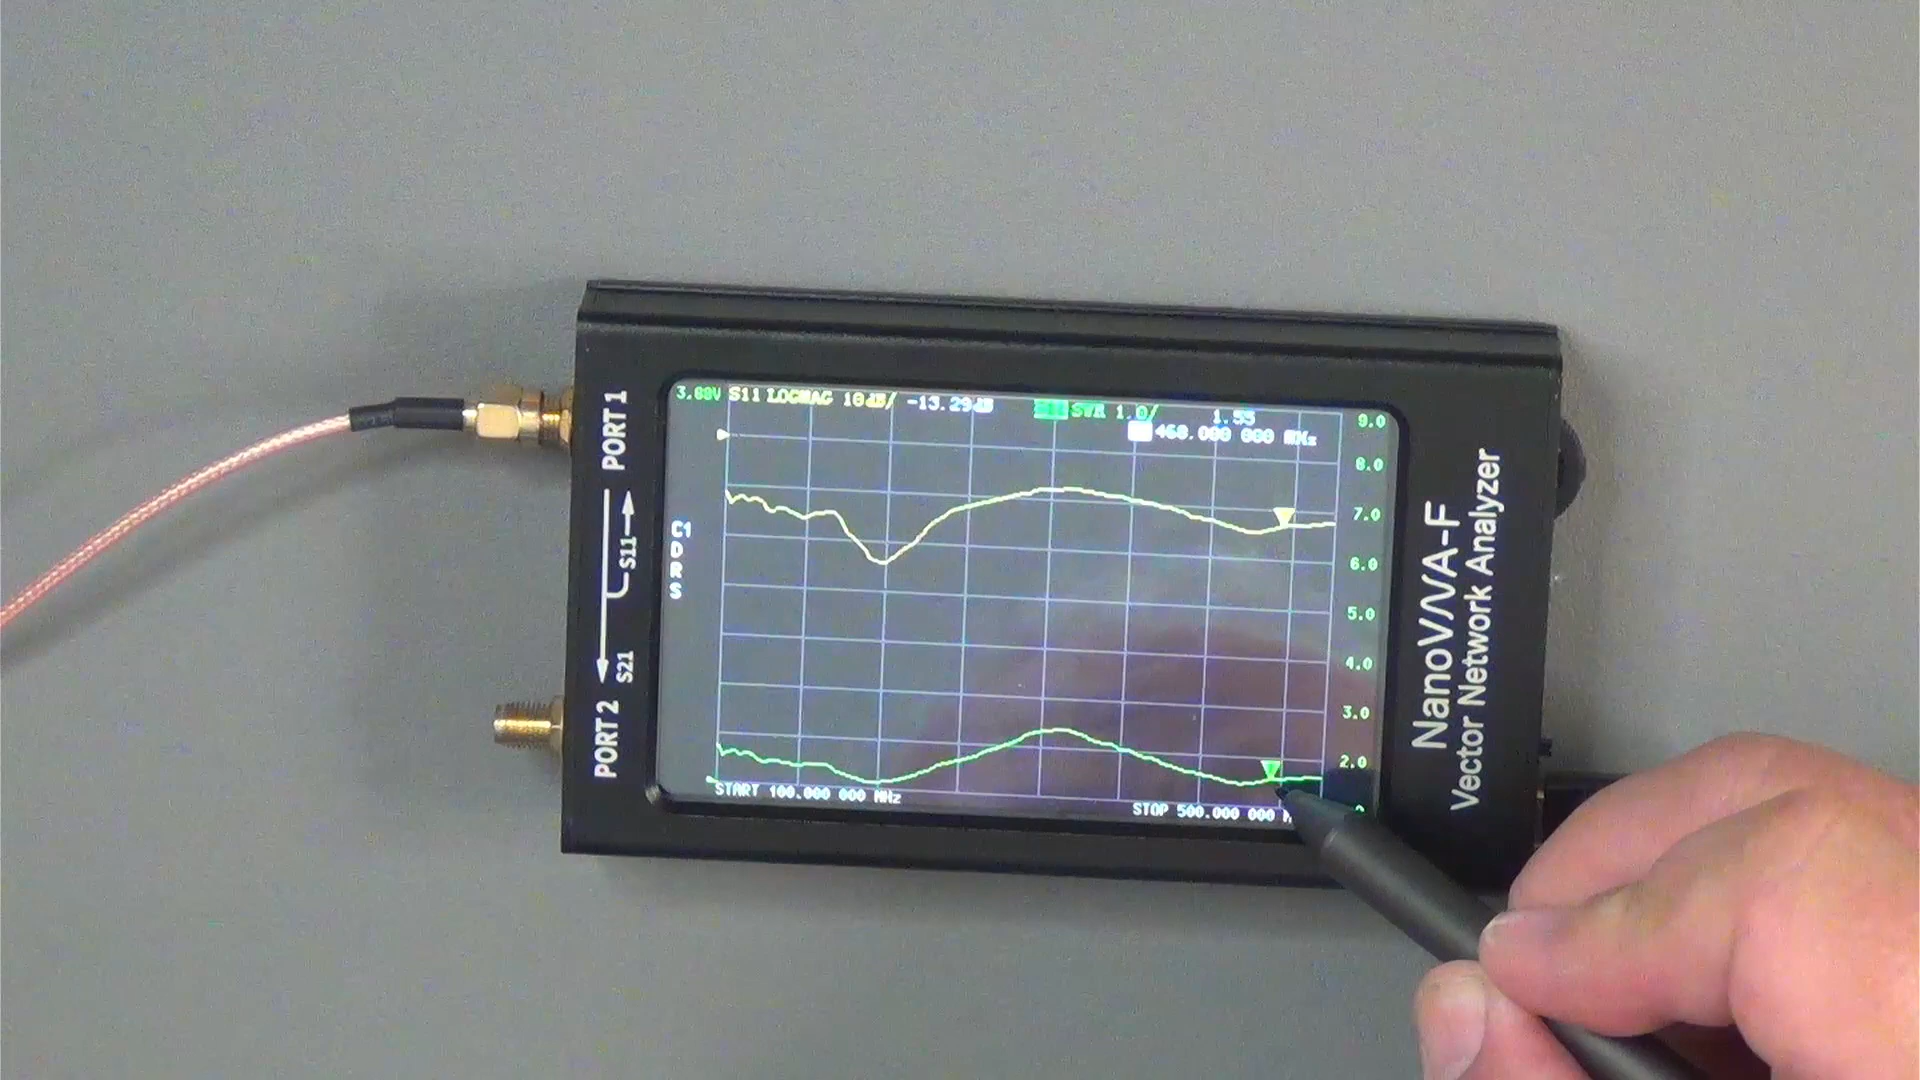 3.88V S11 LOGMAG 10dB/ -13.29dB S11 SWR 1.0/ 1.55
468.000 000 MHz
9.0
8.0
7.0
6.0
5.0
4.0
3.0
2.0
C1
D
R
S
START 100.000 000 MHz
STOP 500.000 000
PORT 1
S11
S21
PORT 2
NanoVNA-F
Vector Network Analyzer